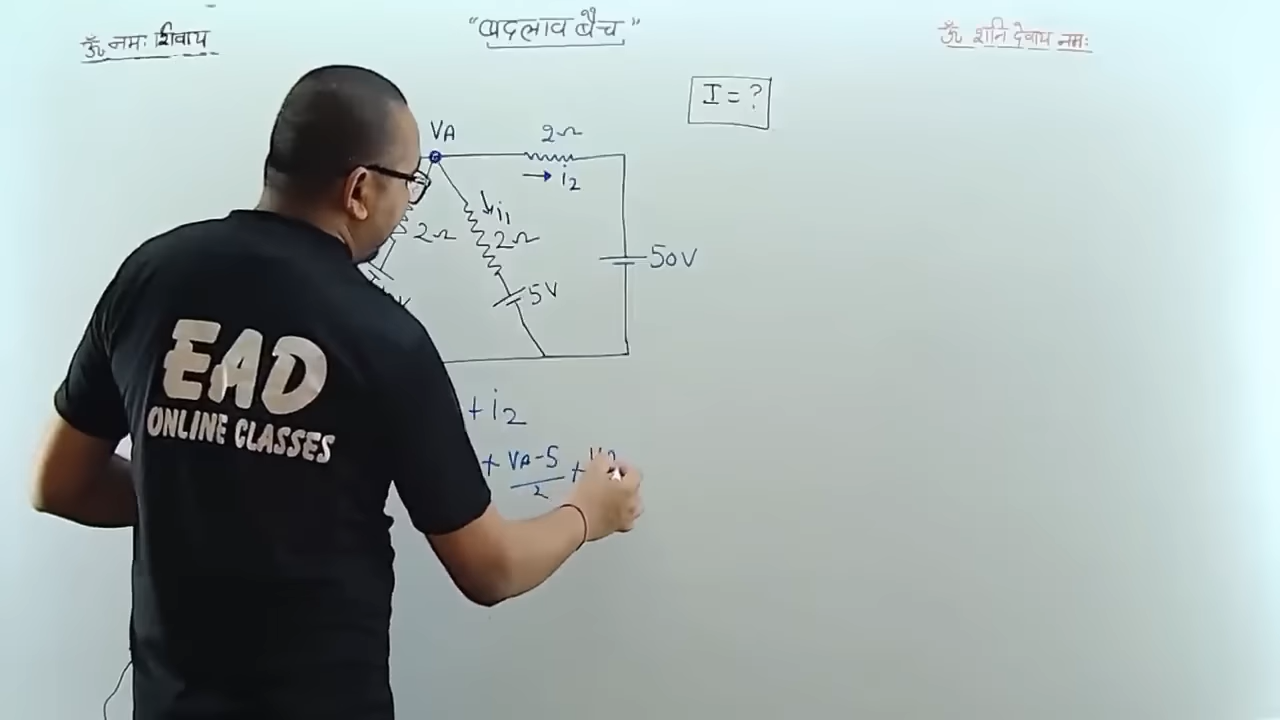 ॐ नमः शिवाय
"बदलाव बैच"
ॐ शनि देवाय नमः
I = ?
VA
2Ω
i2
i1
2Ω
2Ω
50V
5V
+ i2
+ VA-5/2 +
EAD
ONLINE CLASSES